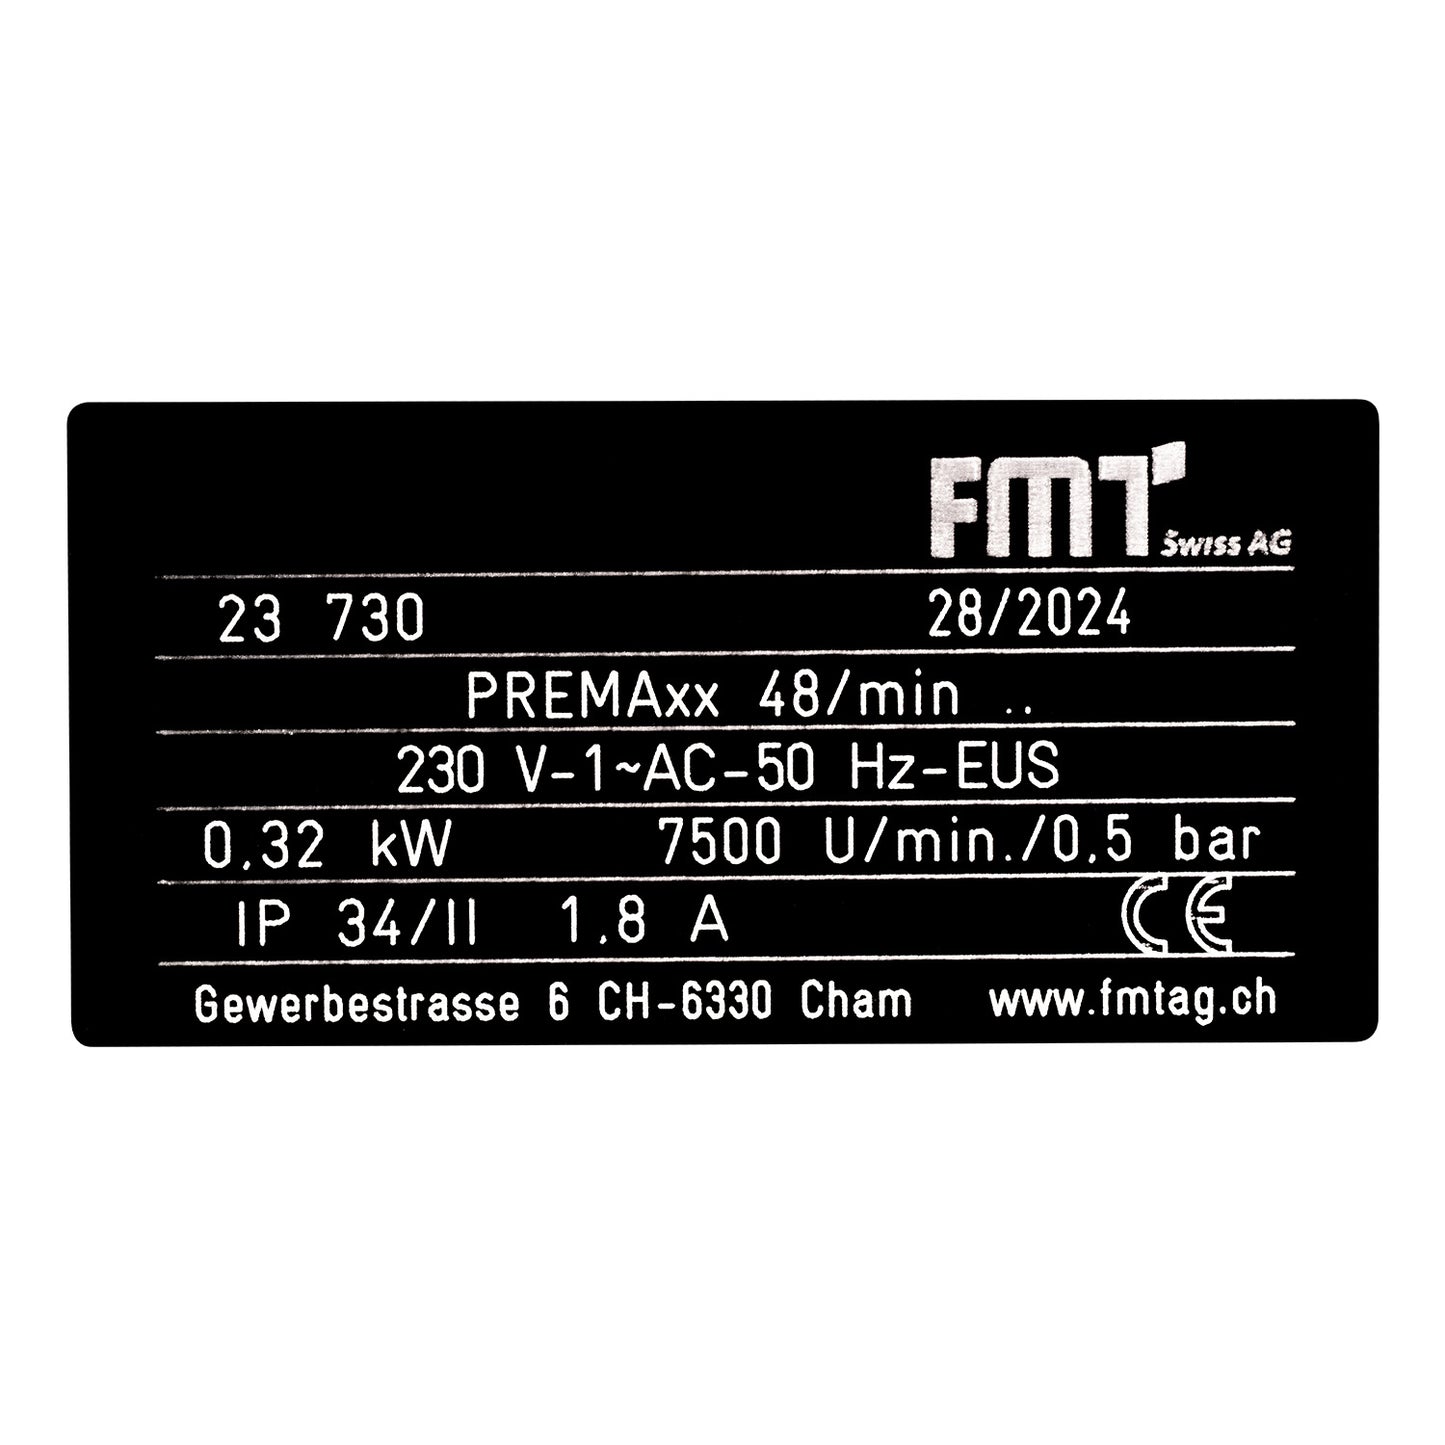 FMT
Swiss AG
23 730 28/2024
PREMAxx 48/min ..
230 V-1~AC-50 Hz-EUS
0,32 kW 7500 U/min./0,5 bar
IP 34/II 1,8 A CE
Gewerbestrasse 6 CH-6330 Cham www.fmtag.ch